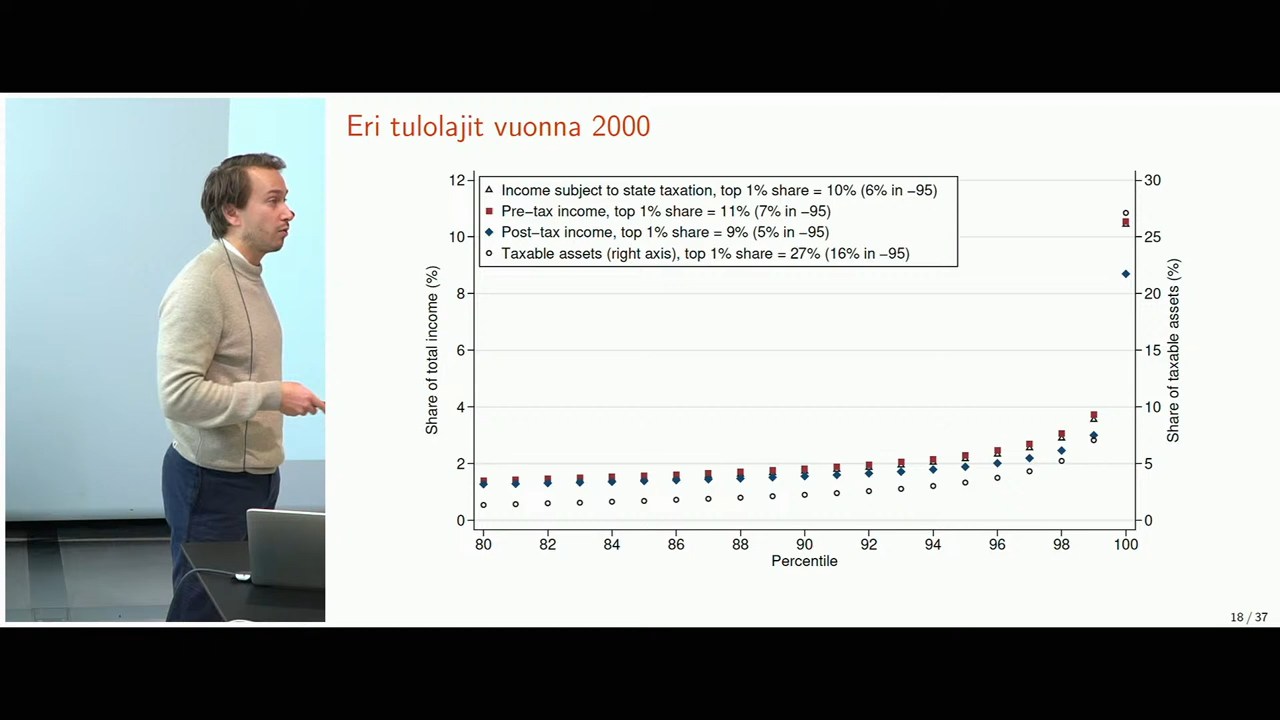 Eri tulolajit vuonna 2000
Income subject to state taxation, top 1% share = 10% (6% in −95)
Pre−tax income, top 1% share = 11% (7% in −95)
Post−tax income, top 1% share = 9% (5% in −95)
Taxable assets (right axis), top 1% share = 27% (16% in −95)
Share of total income (%)
12
10
8
6
4
2
0
30
25
20
15
10
5
0
Share of taxable assets (%)
80 82 84 86 88 90 92 94 96 98 100
Percentile
18 / 37